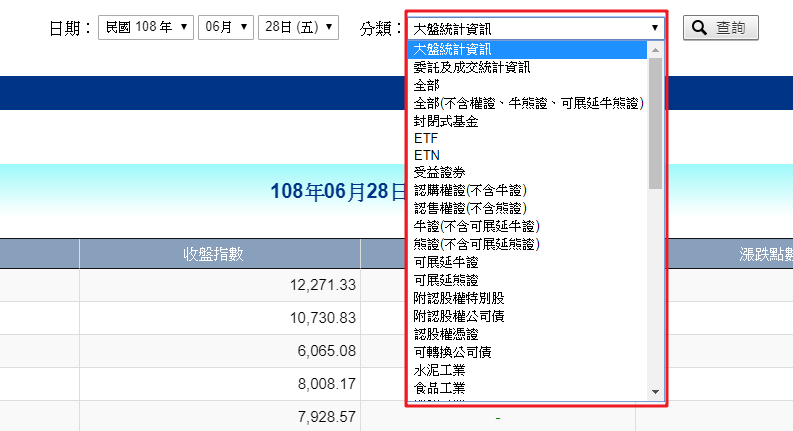 日期： 民國 108 年 06月 28日 (五) 分類： 大盤統計資訊 查詢
大盤統計資訊
委託及成交統計資訊
全部
全部(不含權證、牛熊證、可展延牛熊證)
封閉式基金
ETF
ETN
受益證券
認購權證(不含牛證)
認售權證(不含熊證)
牛證(不含可展延牛證)
熊證(不含可展延熊證)
可展延牛證
可展延熊證
附認股權特別股
附認股權公司債
認股權憑證
可轉換公司債
水泥工業
食品工業
108年06月28日
收盤指數 漲跌點數
12,271.33
10,730.83
6,065.08
8,008.17
7,928.57 -